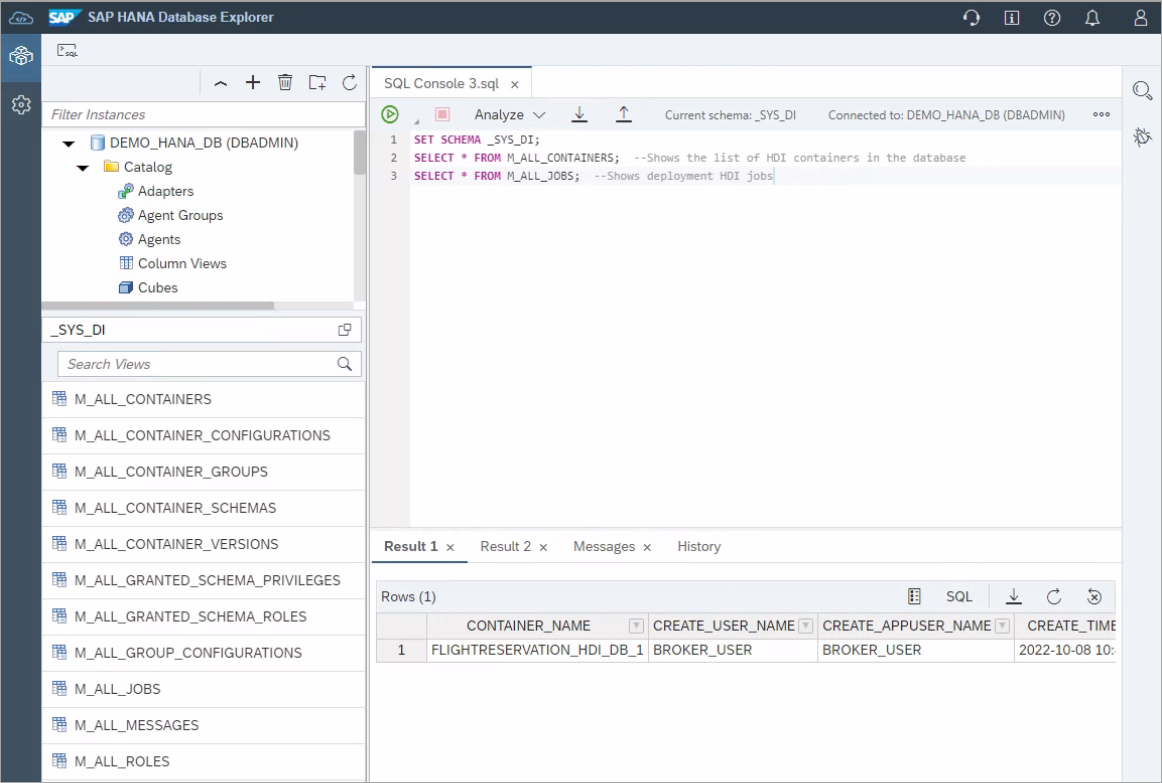 SAP SAP HANA Database Explorer
SQL
Filter Instances
DEMO_HANA_DB (DBADMIN)
Catalog
Adapters
Agent Groups
Agents
Column Views
Cubes
_SYS_DI
Search Views
M_ALL_CONTAINERS
M_ALL_CONTAINER_CONFIGURATIONS
M_ALL_CONTAINER_GROUPS
M_ALL_CONTAINER_SCHEMAS
M_ALL_CONTAINER_VERSIONS
M_ALL_GRANTED_SCHEMA_PRIVILEGES
M_ALL_GRANTED_SCHEMA_ROLES
M_ALL_GROUP_CONFIGURATIONS
M_ALL_JOBS
M_ALL_MESSAGES
M_ALL_ROLES
SQL Console 3.sql
Analyze Current schema: _SYS_DI Connected to: DEMO_HANA_DB (DBADMIN)
1 SET SCHEMA _SYS_DI;
2 SELECT * FROM M_ALL_CONTAINERS; --Shows the list of HDI containers in the database
3 SELECT * FROM M_ALL_JOBS; --Shows deployment HDI jobs
Result 1 Result 2 Messages History
Rows (1) SQL
CONTAINER_NAME CREATE_USER_NAME CREATE_APPUSER_NAME CREATE_TIME
1 FLIGHTRESERVATION_HDI_DB_1 BROKER_USER BROKER_USER 2022-10-08 10: